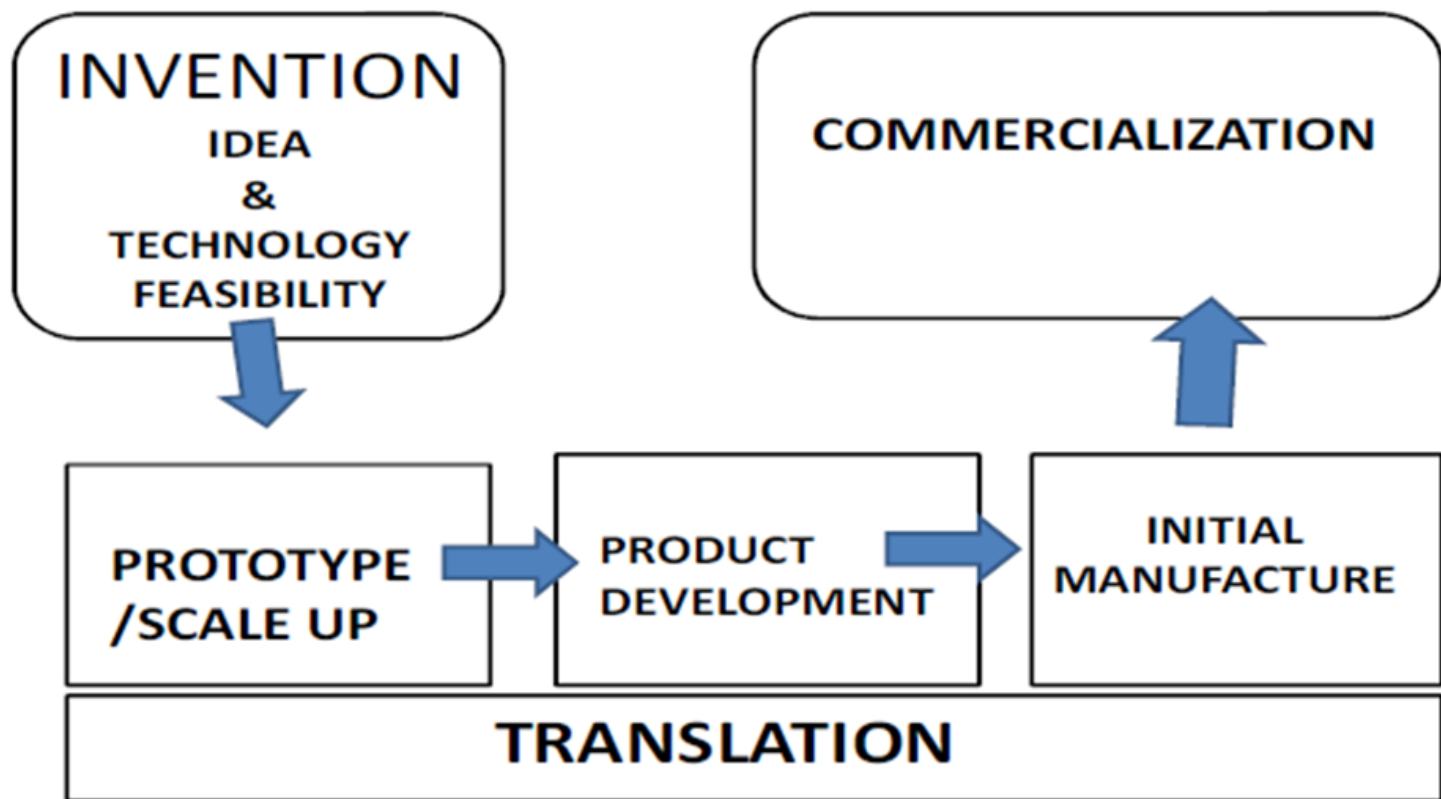 INVENTION
IDEA
&
TECHNOLOGY
FEASIBILITY
COMMERCIALIZATION
PROTOTYPE
/SCALE UP
PRODUCT
DEVELOPMENT
INITIAL
MANUFACTURE
TRANSLATION